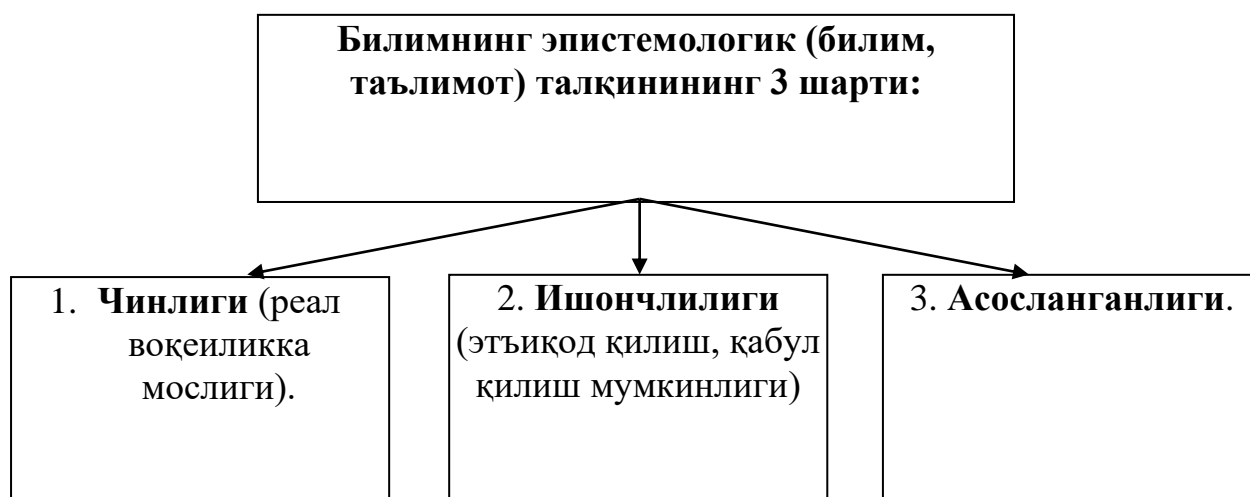 Билимнинг эпистемологик (билим,
таълимот) талқинининг 3 шарти:
1. Чинлиги (реал
воқеиликка
мослиги).
2. Ишончлилиги
(этъиқод қилиш, қабул
қилиш мумкинлиги)
3. Асосланганлиги.